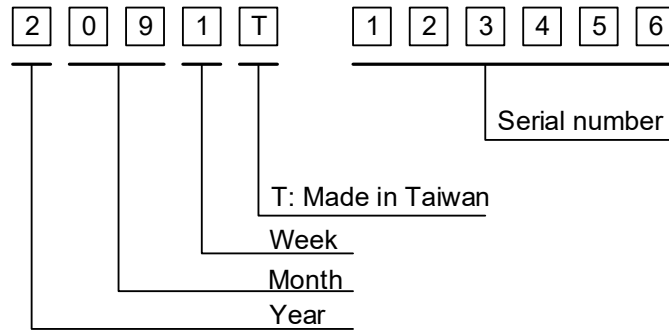 2 0 9 1 T 1 2 3 4 5 6
Serial number
T: Made in Taiwan
Week
Month
Year